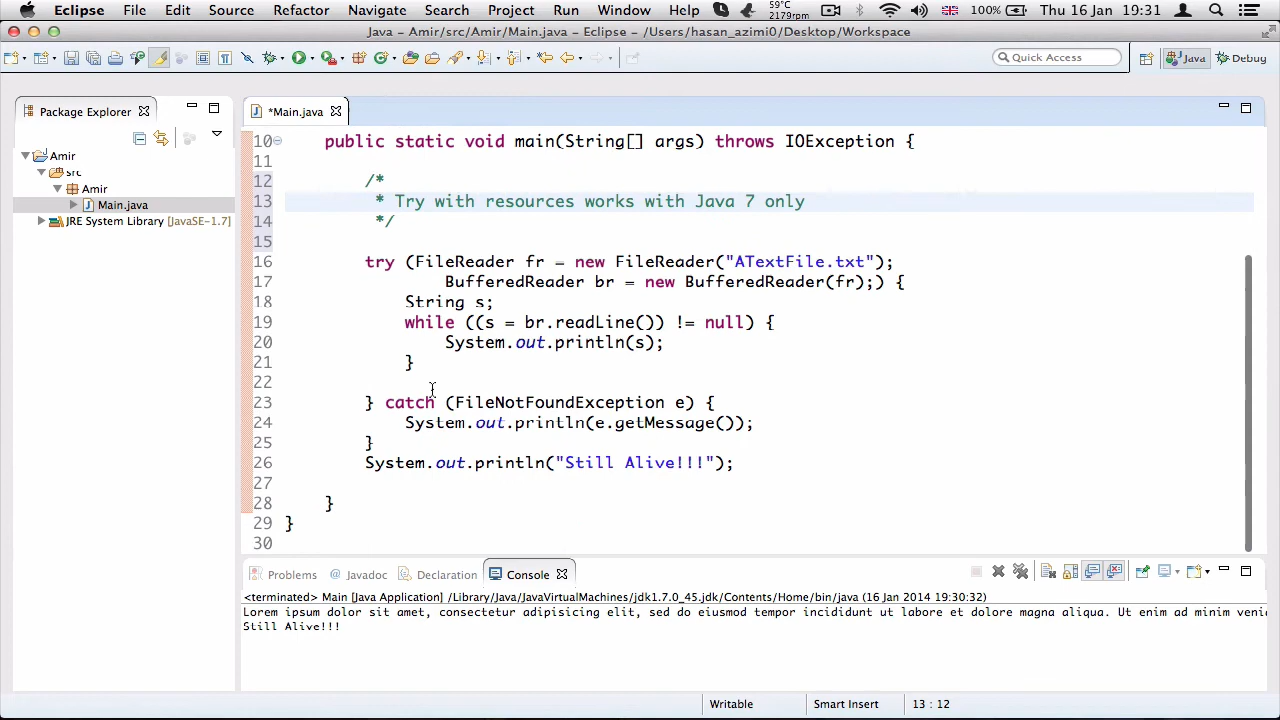 Eclipse File Edit Source Refactor Navigate Search Project Run Window Help 59°C 2179rpm 100% Thu 16 Jan 19:31
Java - Amir/src/Amir/Main.java - Eclipse - /Users/hasan_azimi0/Desktop/Workspace
Quick Access Java Debug
Package Explorer
Amir
src
Amir
Main.java
JRE System Library [JavaSE-1.7]
*Main.java
10 public static void main(String[] args) throws IOException {
11
12 /*
13 * Try with resources works with Java 7 only
14 */
15
16 try (FileReader fr = new FileReader("ATextFile.txt");
17 BufferedReader br = new BufferedReader(fr);) {
18 String s;
19 while ((s = br.readLine()) != null) {
20 System.out.println(s);
21 }
22
23 } catch (FileNotFoundException e) {
24 System.out.println(e.getMessage());
25 }
26 System.out.println("Still Alive!!!");
27
28 }
29 }
30
Problems @ Javadoc Declaration Console
<terminated> Main [Java Application] /Library/Java/JavaVirtualMachines/jdk1.7.0_45.jdk/Contents/Home/bin/java (16 Jan 2014 19:30:32)
Lorem ipsum dolor sit amet, consectetur adipisicing elit, sed do eiusmod tempor incididunt ut labore et dolore magna aliqua. Ut enim ad minim veni
Still Alive!!!
Writable Smart Insert 13 : 12